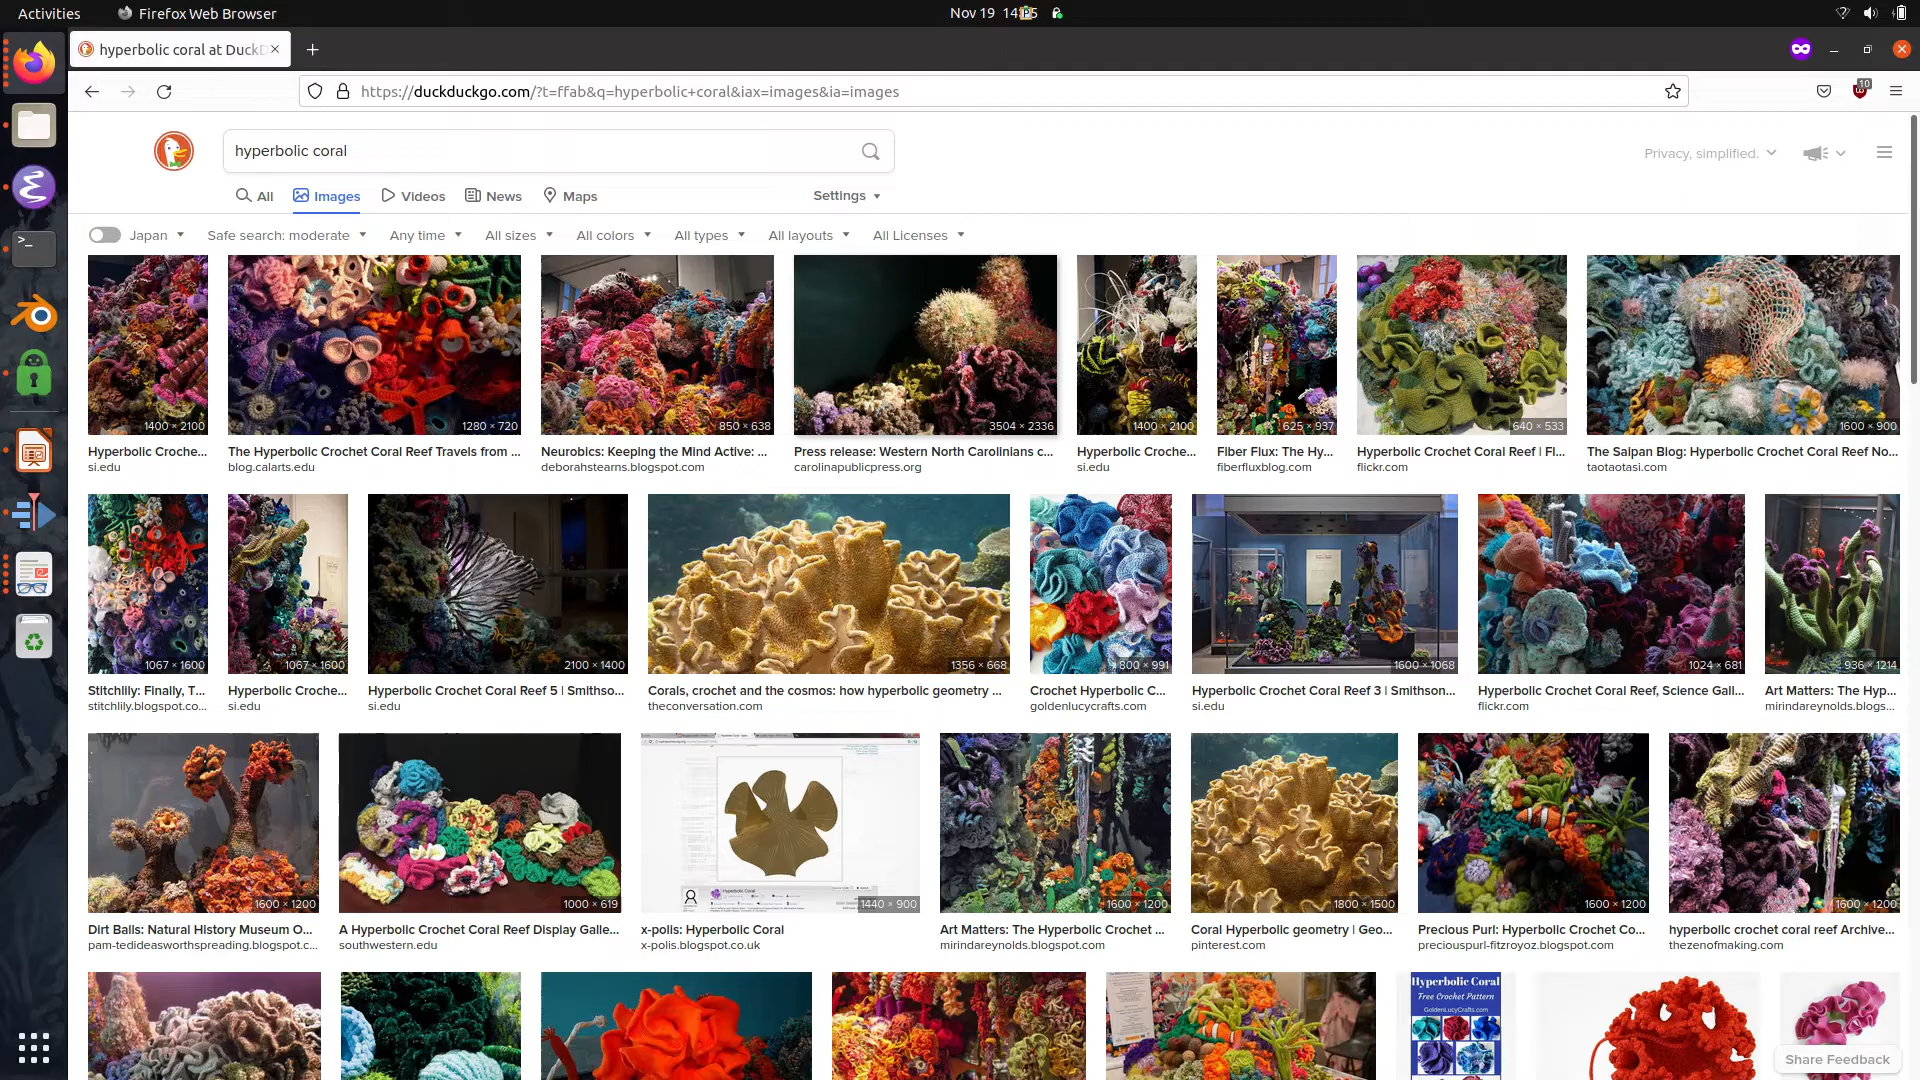 Activities
Firefox Web Browser
Nov 19
hyperbolic coral at DuckD
https://duckduckgo.com/?t=ffab&q=hyperbolic+coral&iax=images&ia=images
10
hyperbolic coral
Privacy, simplified.
All
Images
Videos
News
Maps
Settings
Japan
Safe search: moderate
Any time
All sizes
All colors
All types
All layouts
All Licenses
1400 × 2100
1280 × 720
850 × 638
3504 × 2336
1400 × 2100
625 × 937
640 × 533
1600 × 900
Hyperbolic Croche...
The Hyperbolic Crochet Coral Reef Travels from ...
Neurobics: Keeping the Mind Active: ...
Press release: Western North Carolinians c...
Hyperbolic Croche...
Fiber Flux: The Hy...
Hyperbolic Crochet Coral Reef | Fl...
The Saipan Blog: Hyperbolic Crochet Coral Reef No...
si.edu
blog.calarts.edu
deborahstearns.blogspot.com
carolinapublicpress.org
si.edu
fiberfluxblog.com
flickr.com
taotaotasi.com
1067 × 1600
1067 × 1600
2100 × 1400
1356 × 668
800 × 991
1600 × 1068
1024 × 681
936 × 1214
Stitchlily: Finally, T...
Hyperbolic Croche...
Hyperbolic Crochet Coral Reef 5 | Smithso...
Corals, crochet and the cosmos: how hyperbolic geometry ...
Crochet Hyperbolic C...
Hyperbolic Crochet Coral Reef 3 | Smithson...
Hyperbolic Crochet Coral Reef, Science Gall...
Art Matters: The Hyp...
stitchlily.blogspot.co...
si.edu
si.edu
theconversation.com
goldenlucycrafts.com
si.edu
flickr.com
mirindareynolds.blogs...
Hyperbolic Coral
1600 × 1200
1000 × 619
1440 × 900
1600 × 1200
1800 × 1500
1600 × 1200
1600 × 1200
Dirt Balls: Natural History Museum O...
A Hyperbolic Crochet Coral Reef Display Galle...
x-polis: Hyperbolic Coral
Art Matters: The Hyperbolic Crochet ...
Coral Hyperbolic geometry | Geo...
Precious Purl: Hyperbolic Crochet Co...
hyperbolic crochet coral reef Archive...
pam-tedideasworthspreading.blogspot.c...
southwestern.edu
x-polis.blogspot.co.uk
mirindareynolds.blogspot.com
pinterest.com
preciouspurl-fitzroyoz.blogspot.com
thezenofmaking.com
Hyperbolic Coral
Free Crochet Pattern
GoldenLucyCrafts.com
Share Feedback